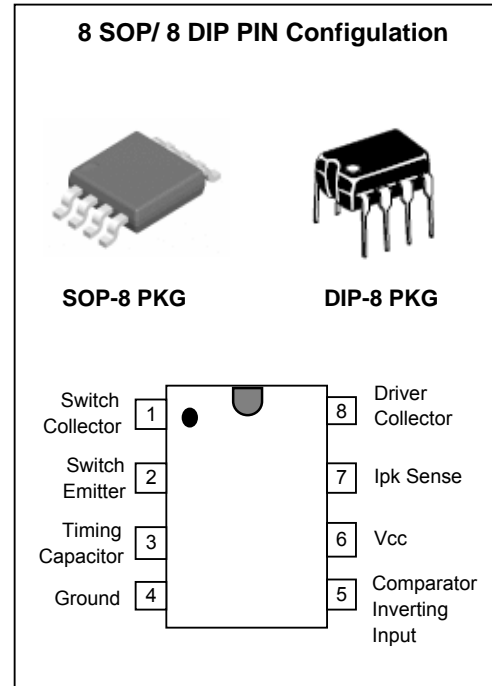 8 SOP/ 8 DIP PIN Configulation
SOP-8 PKG
DIP-8 PKG
Switch
Collector
1
8
Driver
Collector
Switch
Emitter
2
7
Ipk Sense
Timing
Capacitor
3
6
Vcc
Ground
4
5
Comparator
Inverting
Input